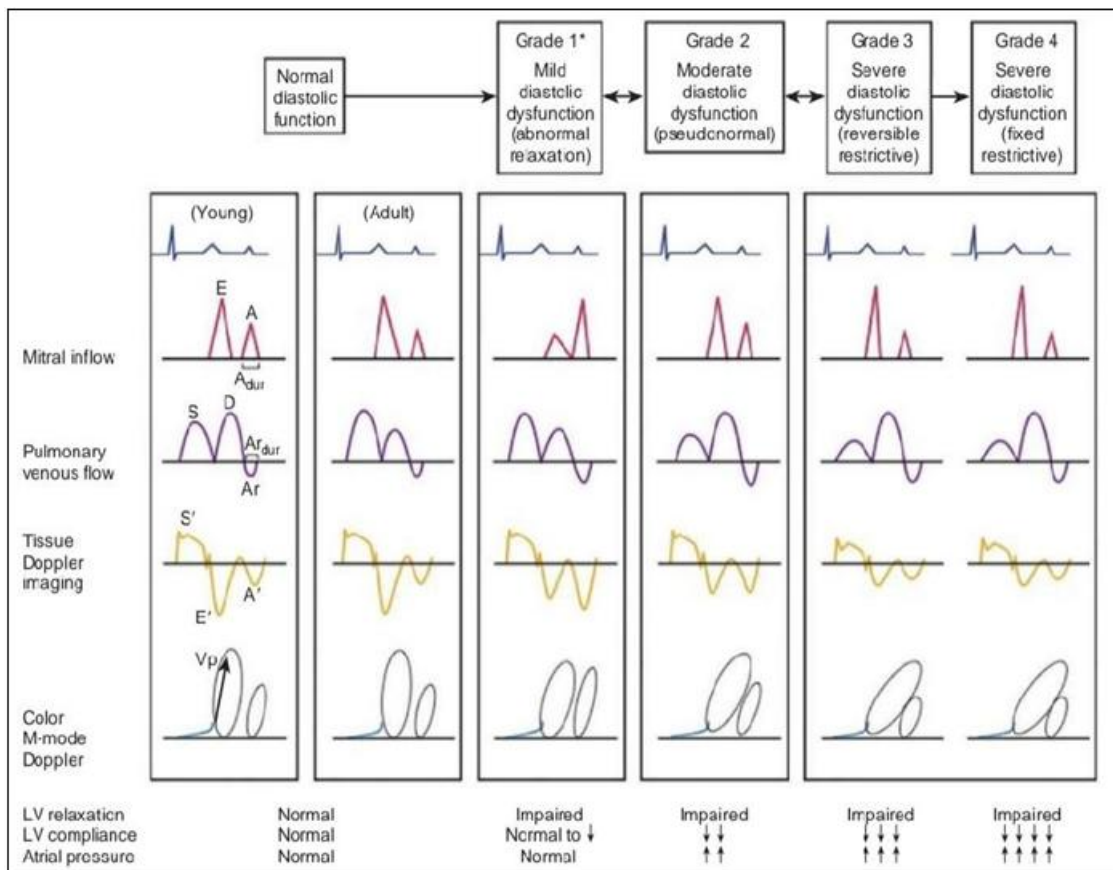 Normal
diastolic
function
Grade 1*
Mild
diastolic
dysfunction
(abnormal
relaxation)
Grade 2
Moderate
diastolic
dysfunction
(pseudonormal)
Grade 3
Severe
diastolic
dysfunction
(reversible
restrictive)
Grade 4
Severe
diastolic
dysfunction
(fixed
restrictive)
(Young)
(Adult)
E
A
Mitral inflow
Adur
S
D
Ardur
Pulmonary
venous flow
Ar
S′
Tissue
Doppler
imaging
A′
E′
Vp
Color
M-mode
Doppler
LV relaxation Normal Impaired Impaired Impaired Impaired
LV compliance Normal Normal to ↓ ↓↓ ↓↓↓ ↓↓↓↓
Atrial pressure Normal Normal ↑↑ ↑↑↑ ↑↑↑↑